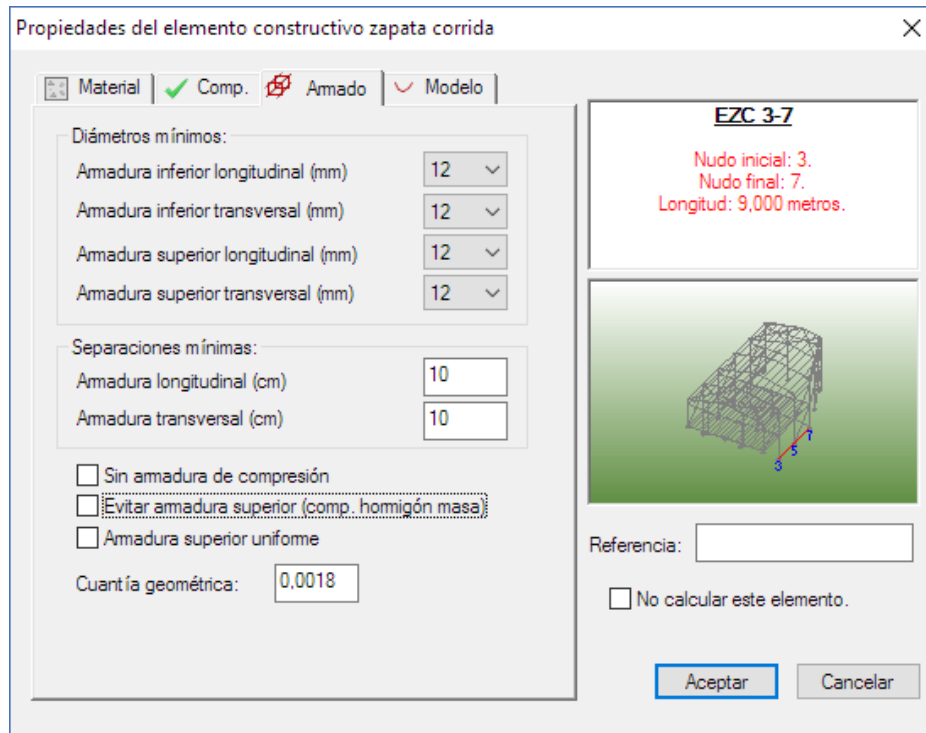 Propiedades del elemento constructivo zapata corrida
Material
Comp.
Armado
Modelo
Diámetros mínimos:
Armadura inferior longitudinal (mm)
12
Armadura inferior transversal (mm)
12
Armadura superior longitudinal (mm)
12
Armadura superior transversal (mm)
12
Separaciones mínimas:
Armadura longitudinal (cm)
10
Armadura transversal (cm)
10
Sin armadura de compresión
Evitar armadura superior (comp. hormigón masa)
Armadura superior uniforme
Cuantía geométrica:
0,0018
EZC 3-7
Nudo inicial: 3.
Nudo final: 7.
Longitud: 9,000 metros.
7
5
3
Referencia:
No calcular este elemento.
Aceptar
Cancelar